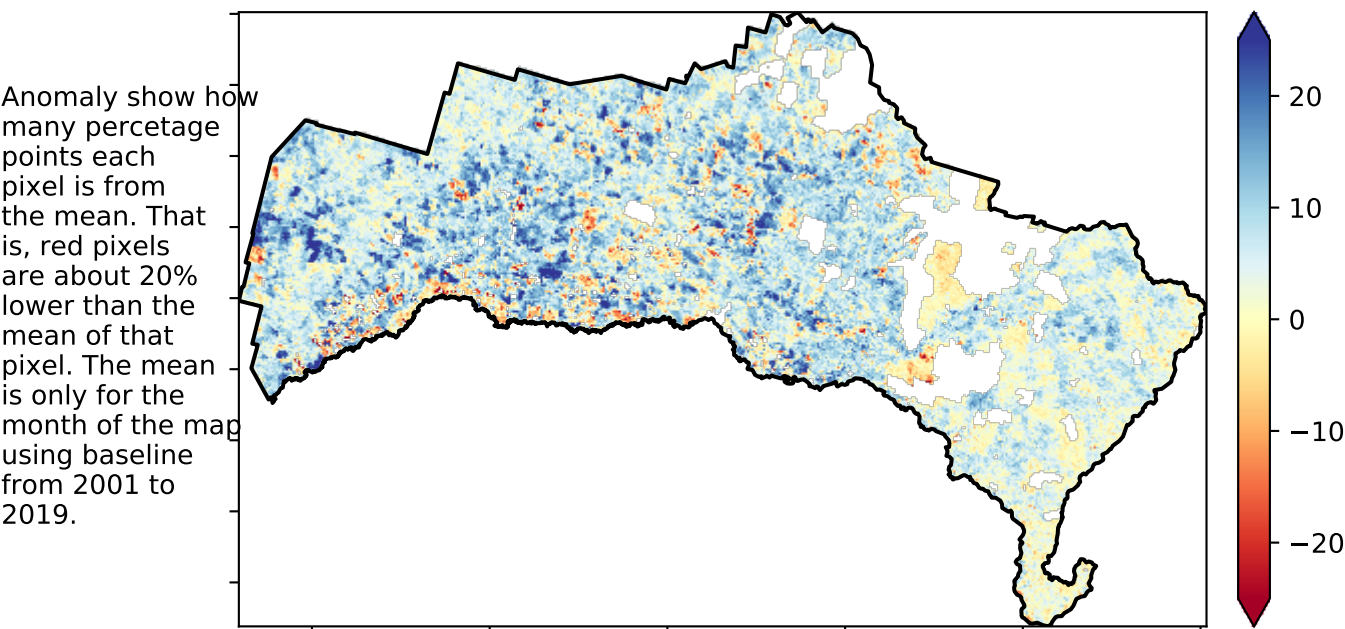 Anomaly show how
many percetage
points each
pixel is from
the mean. That
is, red pixels
are about 20%
lower than the
mean of that
pixel. The mean
is only for the
month of the map
using baseline
from 2001 to
2019.
20
10
0
−10
−20